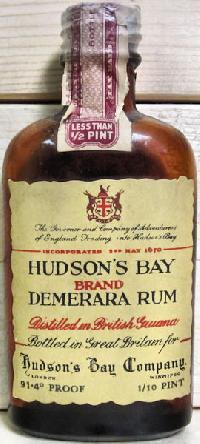 LESS THAN
1/2 PINT
The Governor and Company of Adventurers
of England Trading into Hudson's Bay
INCORPORATED 2ND MAY 1670
HUDSON'S BAY
BRAND
DEMERARA RUM
Distilled in British Guiana
Bottled in Great Britain for
Hudson's Bay Company.
WINNIPEG
91·4° PROOF
1/10 PINT